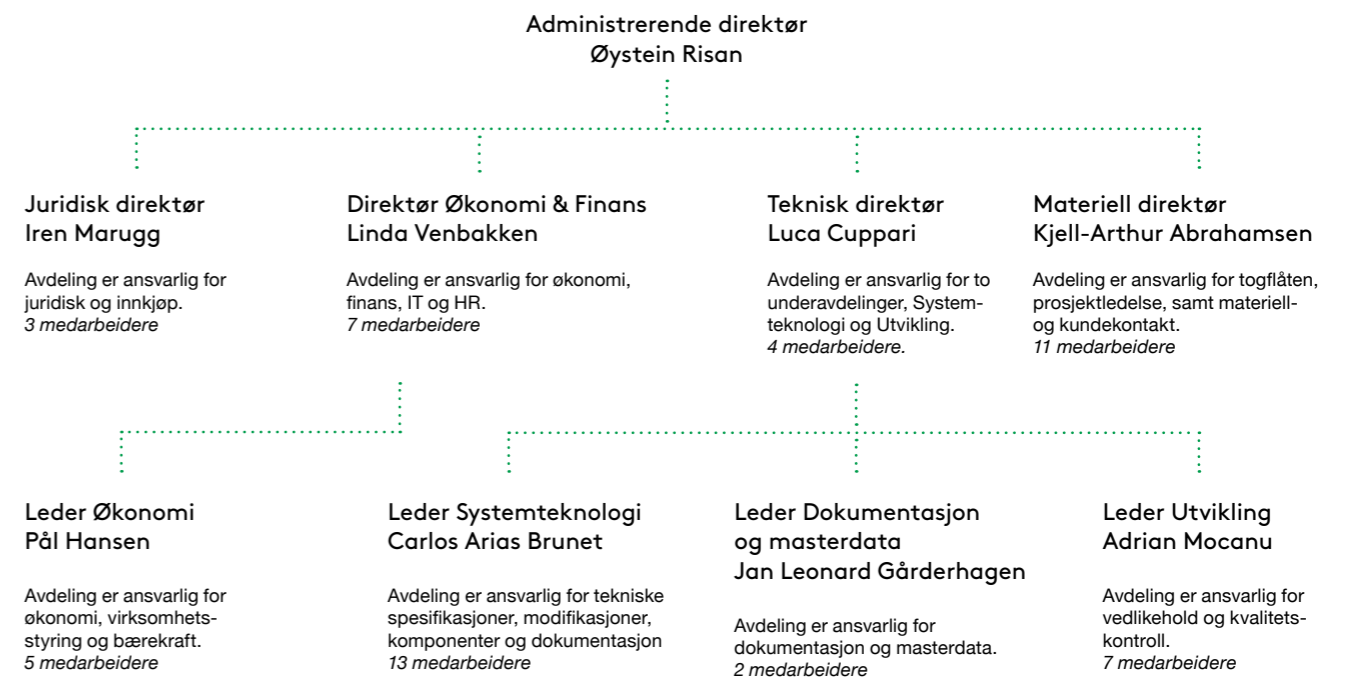 Administrerende direktør
Øystein Risan
Juridisk direktør
Iren Marugg
Avdeling er ansvarlig for
juridisk og innkjøp.
3 medarbeidere
Direktør Økonomi & Finans
Linda Venbakken
Avdeling er ansvarlig for økonomi,
finans, IT og HR.
7 medarbeidere
Teknisk direktør
Luca Cuppari
Avdeling er ansvarlig for to
underavdelinger, System-
teknologi og Utvikling.
4 medarbeidere.
Materiell direktør
Kjell-Arthur Abrahamsen
Avdeling er ansvarlig for togflåten,
prosjektledelse, samt materiell-
og kundekontakt.
11 medarbeidere
Leder Økonomi
Pål Hansen
Avdeling er ansvarlig for
økonomi, virksomhets-
styring og bærekraft.
5 medarbeidere
Leder Systemteknologi
Carlos Arias Brunet
Avdeling er ansvarlig for tekniske
spesifikasjoner, modifikasjoner,
komponenter og dokumentasjon
13 medarbeidere
Leder Dokumentasjon
og masterdata
Jan Leonard Gårderhagen
Avdeling er ansvarlig for
dokumentasjon og masterdata.
2 medarbeidere
Leder Utvikling
Adrian Mocanu
Avdeling er ansvarlig for
vedlikehold og kvalitets-
kontroll.
7 medarbeidere